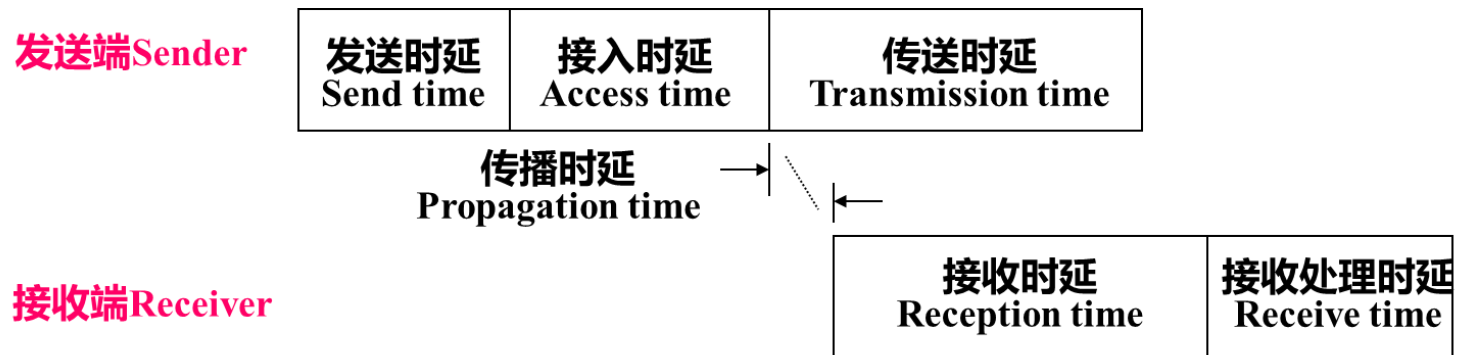 发送端Sender
发送时延
Send time
接入时延
Access time
传送时延
Transmission time
传播时延
Propagation time
接收端Receiver
接收时延
Reception time
接收处理时延
Receive time